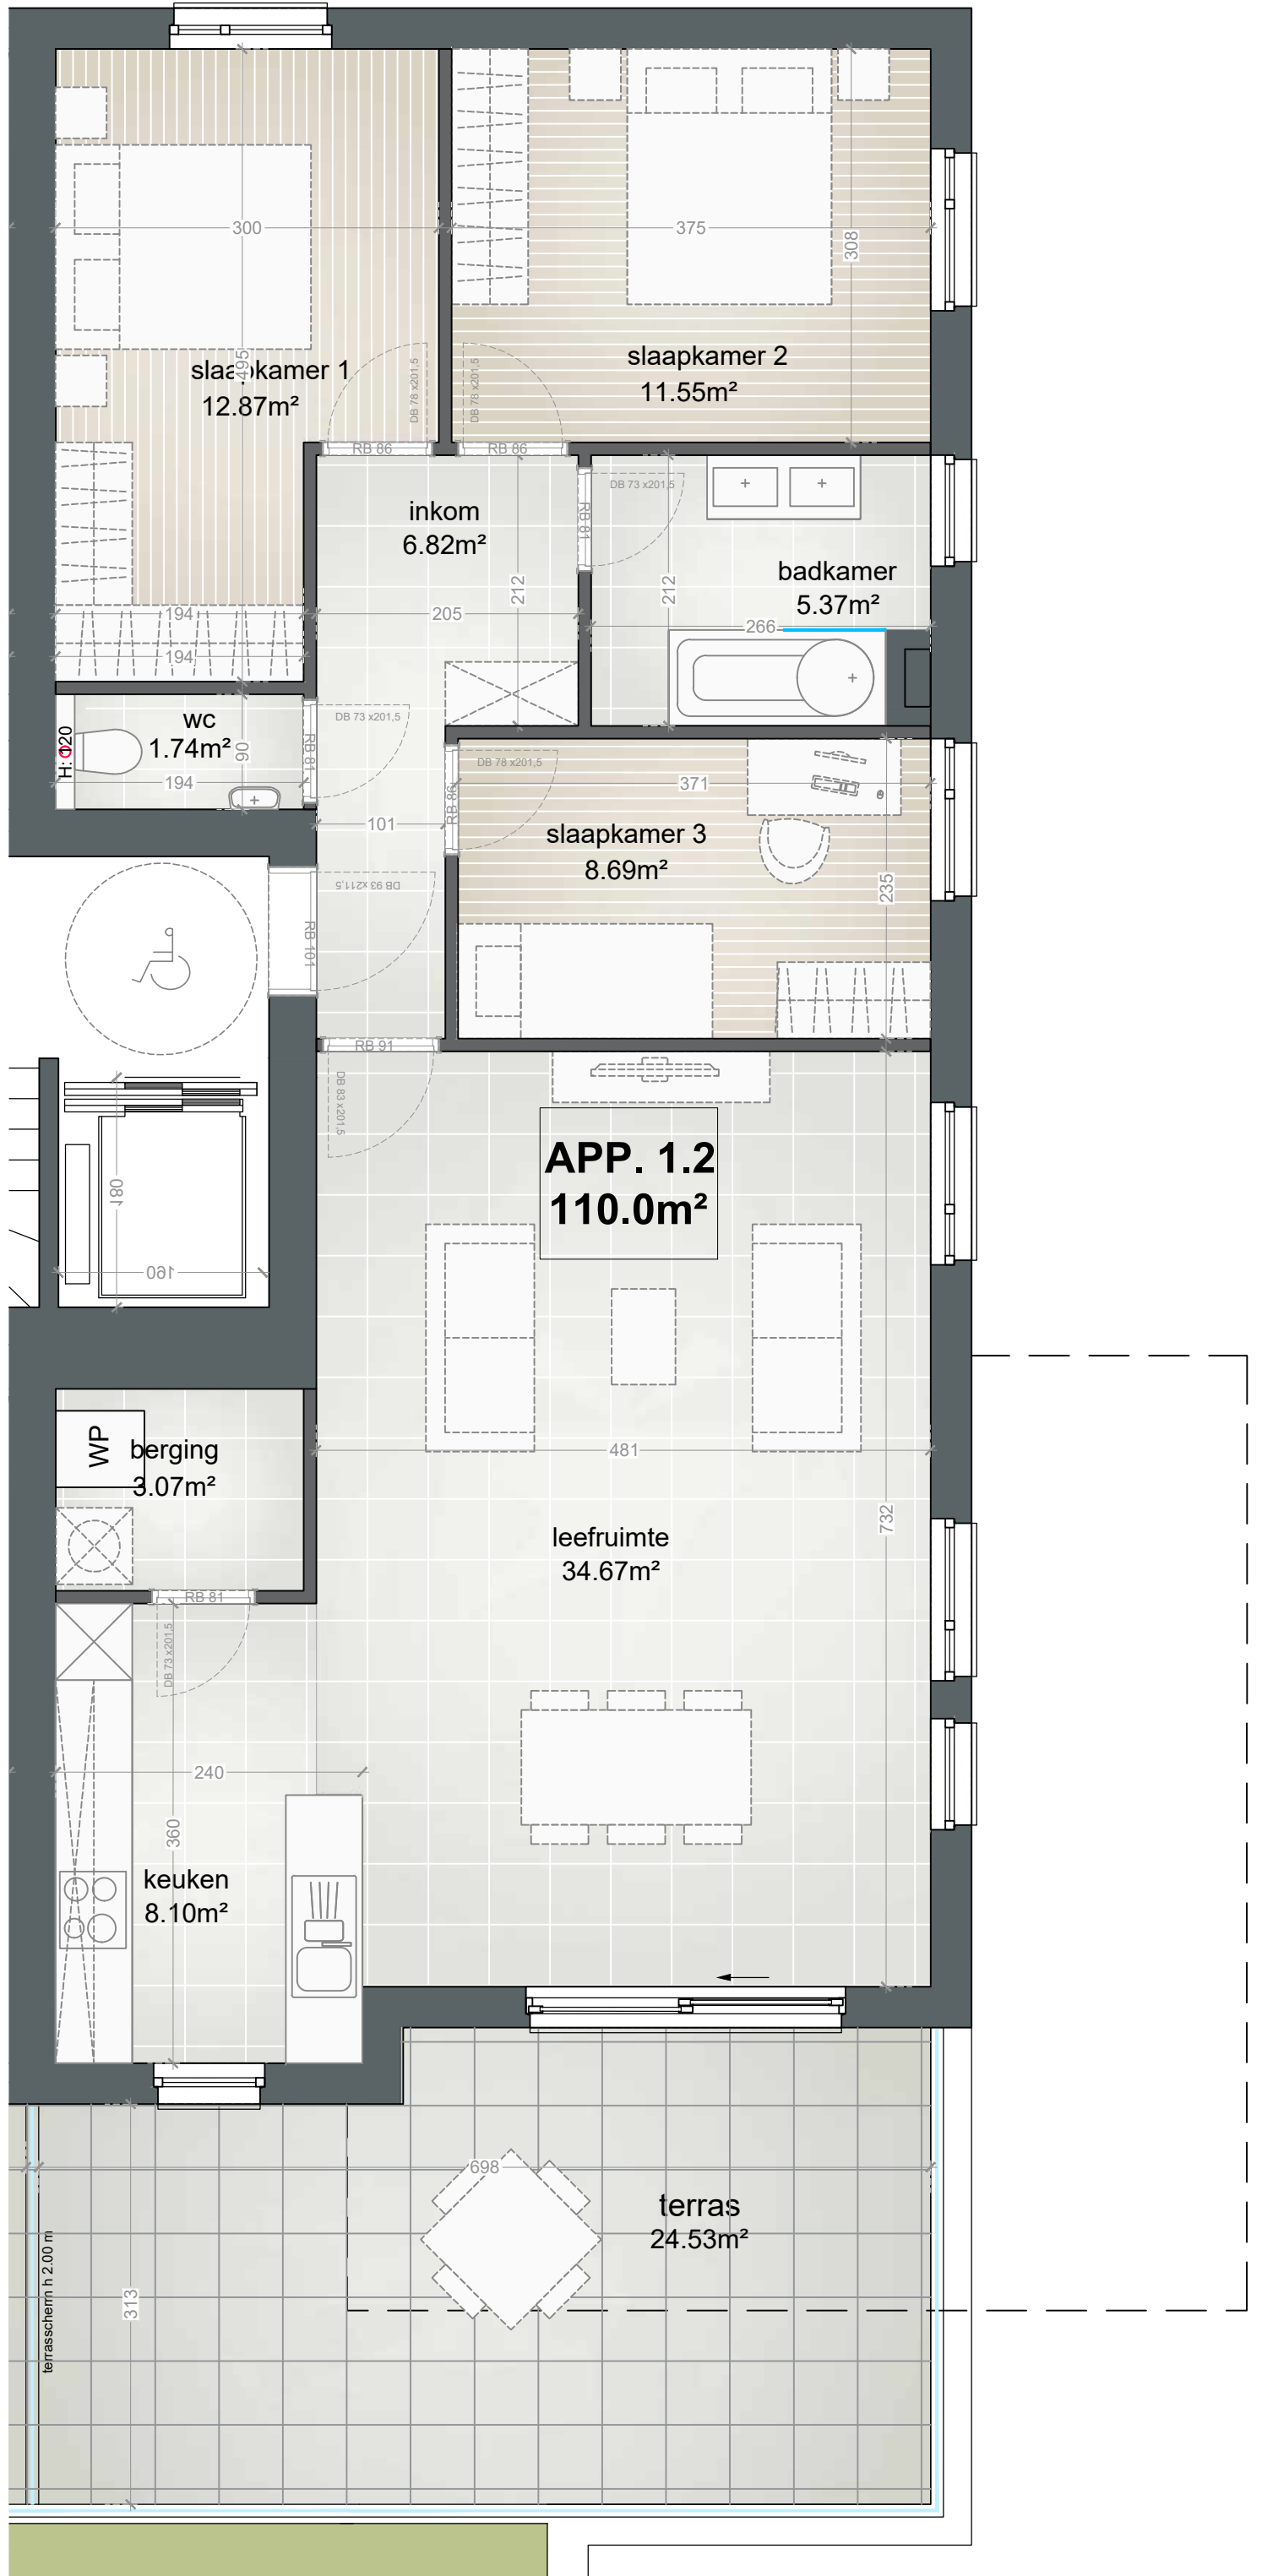 300
375
308
495
slaapkamer 1
12.87m²
DB 78 x201,5
DB 78 x201,5
slaapkamer 2
11.55m²
RB 86
RB 86
inkom
6.82m²
RB 81
DB 73 x201,5
badkamer
5.37m²
212
212
194
205
266
194
wc
1.74m²
H: 120
90
194
RB 81
DB 73 x201,5
RB 86
DB 78 x201,5
371
101
slaapkamer 3
8.69m²
235
DB 93 x211,5
RB 101
RB 91
DB 83 x201,5
APP. 1.2
110.0m²
180
160
WP
berging
3.07m²
481
732
leefruimte
34.67m²
RB 81
DB 73 x201,5
240
360
keuken
8.10m²
698
terras
24.53m²
terrasscherm h 2.00 m
313